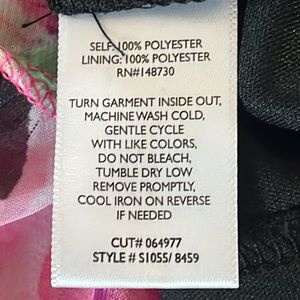 SELF: 100% POLYESTER
LINING: 100% POLYESTER
RN#148730
TURN GARMENT INSIDE OUT,
MACHINE WASH COLD,
GENTLE CYCLE
WITH LIKE COLORS,
DO NOT BLEACH,
TUMBLE DRY LOW
REMOVE PROMPTLY,
COOL IRON ON REVERSE
IF NEEDED
CUT# 064977
STYLE # S1055/ 8459